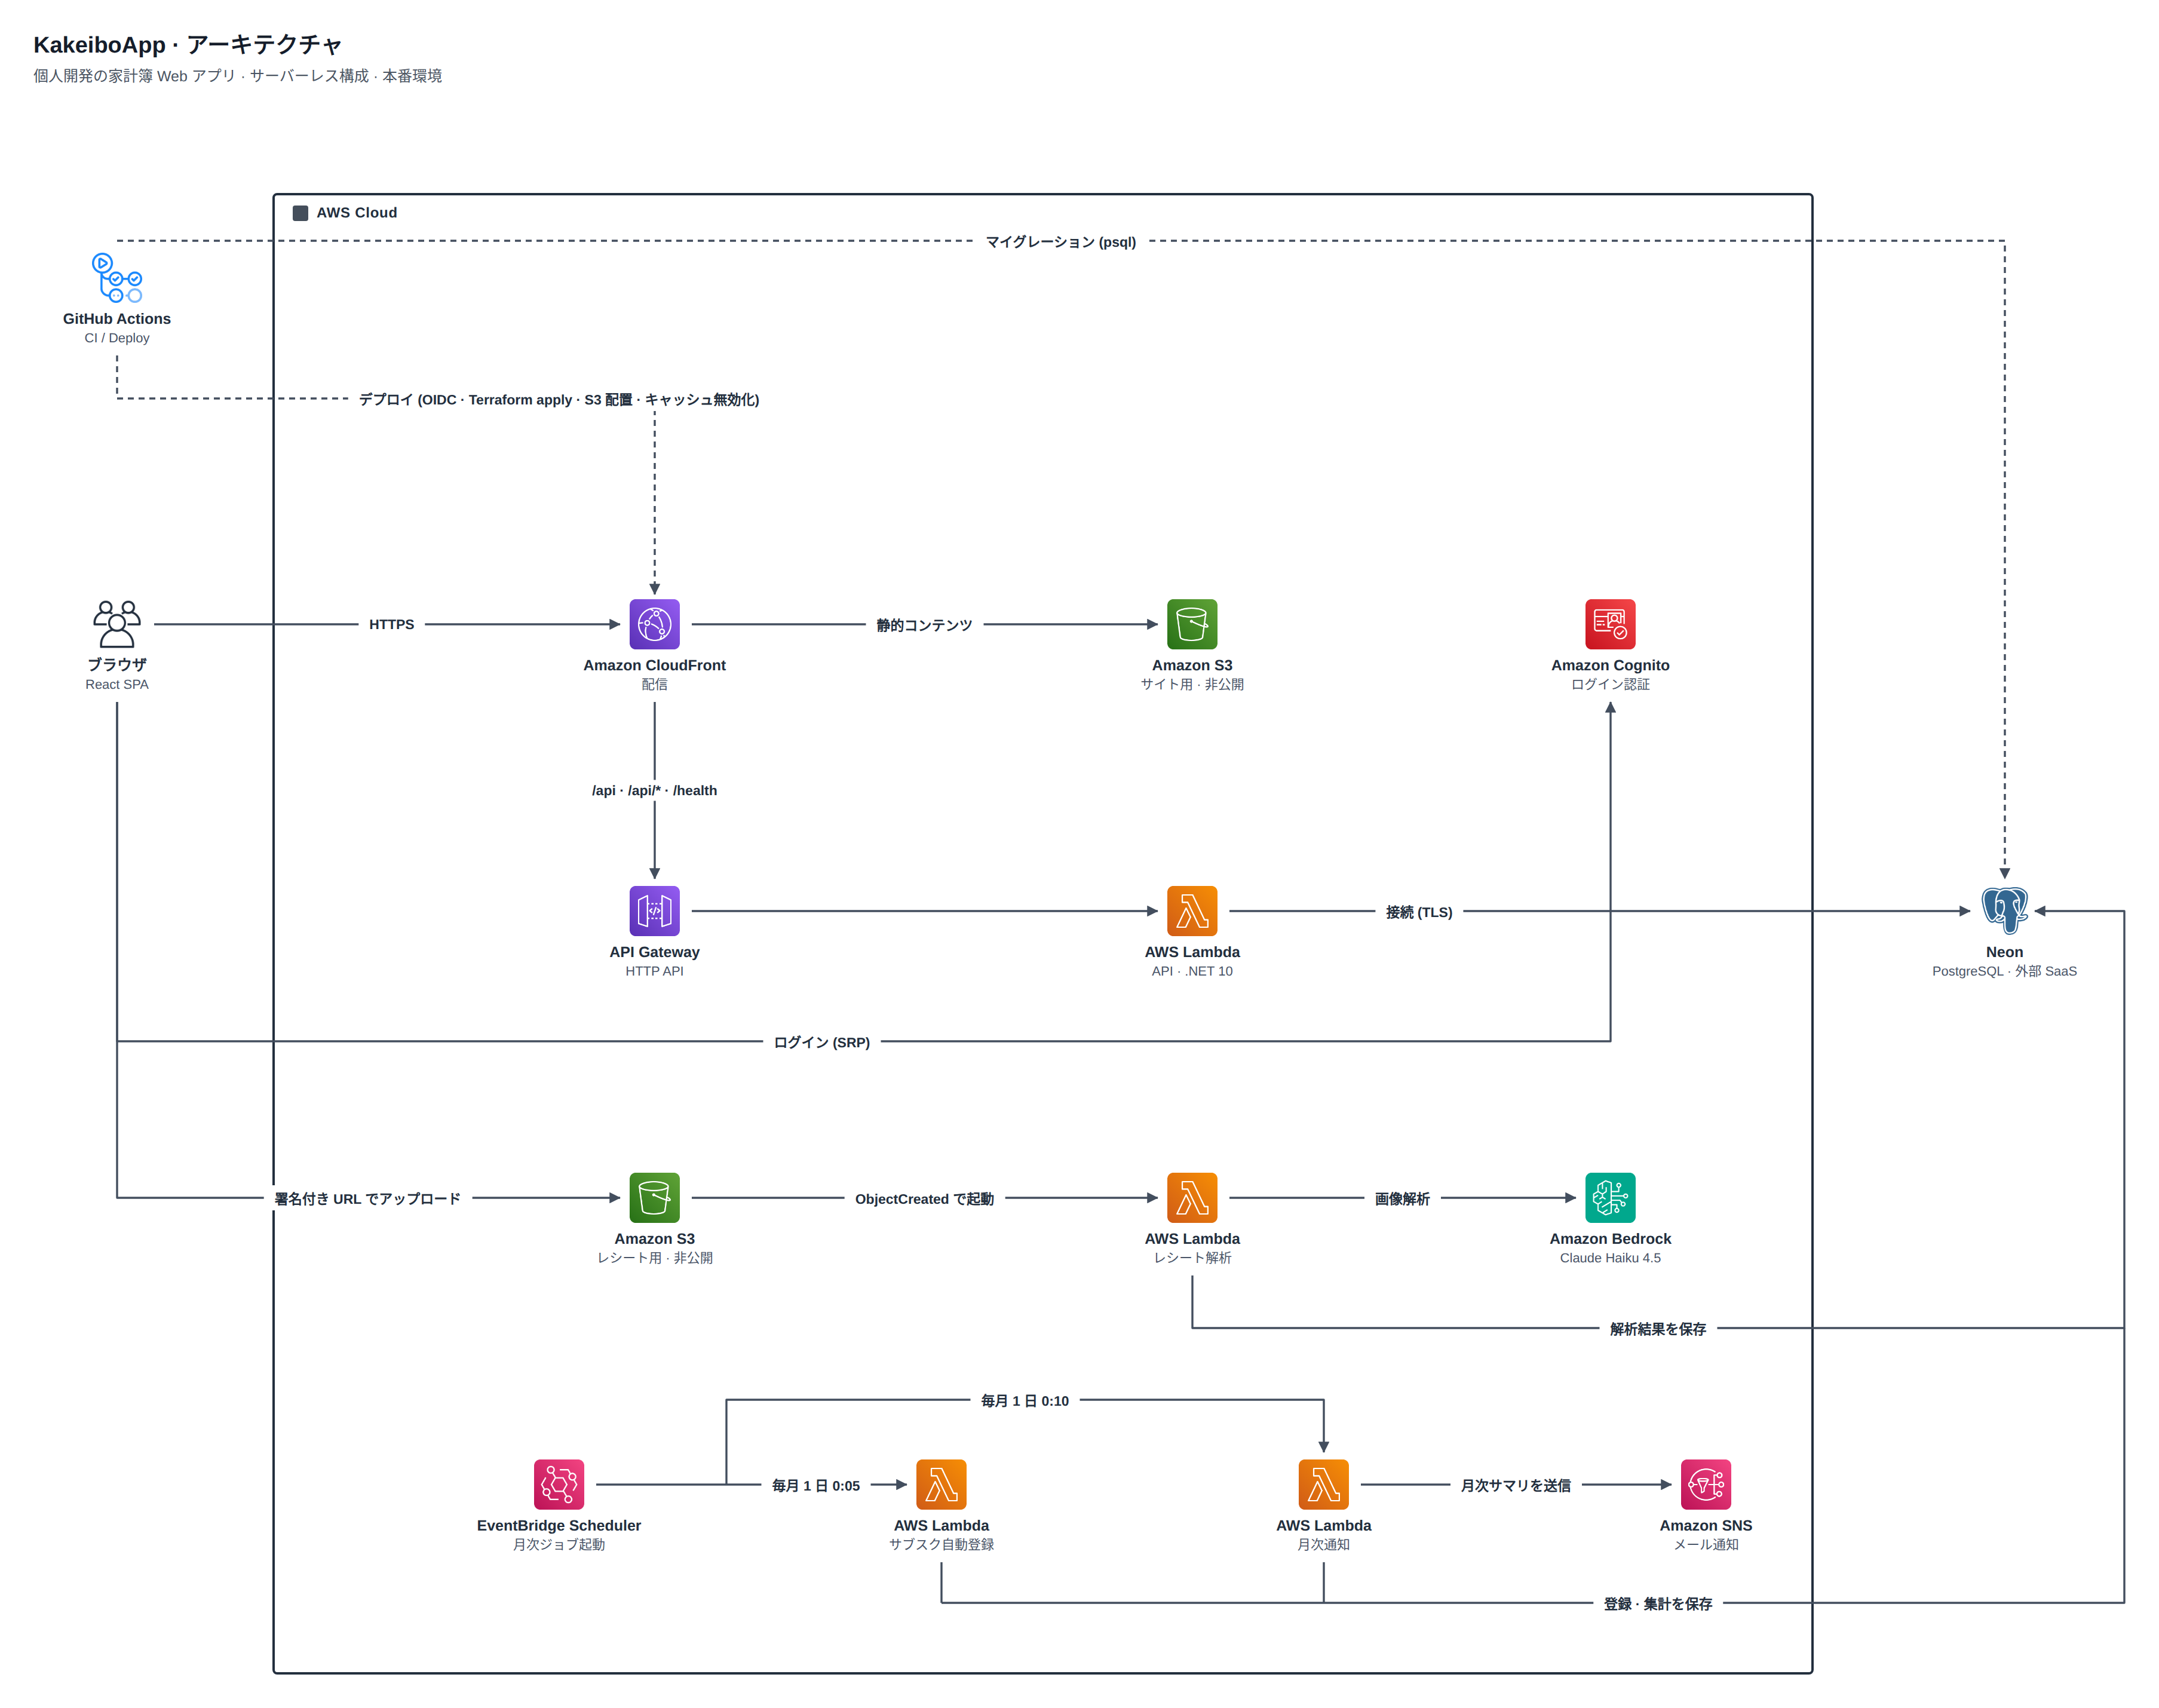 KakeiboApp · アーキテクチャ
個人開発の家計簿 Web アプリ · サーバーレス構成 · 本番環境
AWS Cloud
マイグレーション (psql)
GitHub Actions
CI / Deploy
デプロイ (OIDC · Terraform apply · S3 配置 · キャッシュ無効化)
HTTPS
静的コンテンツ
ブラウザ
React SPA
Amazon CloudFront
配信
Amazon S3
サイト用 · 非公開
Amazon Cognito
ログイン認証
/api · /api/* · /health
接続 (TLS)
API Gateway
HTTP API
AWS Lambda
API · .NET 10
Neon
PostgreSQL · 外部 SaaS
ログイン (SRP)
署名付き URL でアップロード
ObjectCreated で起動
画像解析
Amazon S3
レシート用 · 非公開
AWS Lambda
レシート解析
Amazon Bedrock
Claude Haiku 4.5
解析結果を保存
毎月 1 日 0:10
毎月 1 日 0:05
月次サマリを送信
EventBridge Scheduler
月次ジョブ起動
AWS Lambda
サブスク自動登録
AWS Lambda
月次通知
Amazon SNS
メール通知
登録 · 集計を保存